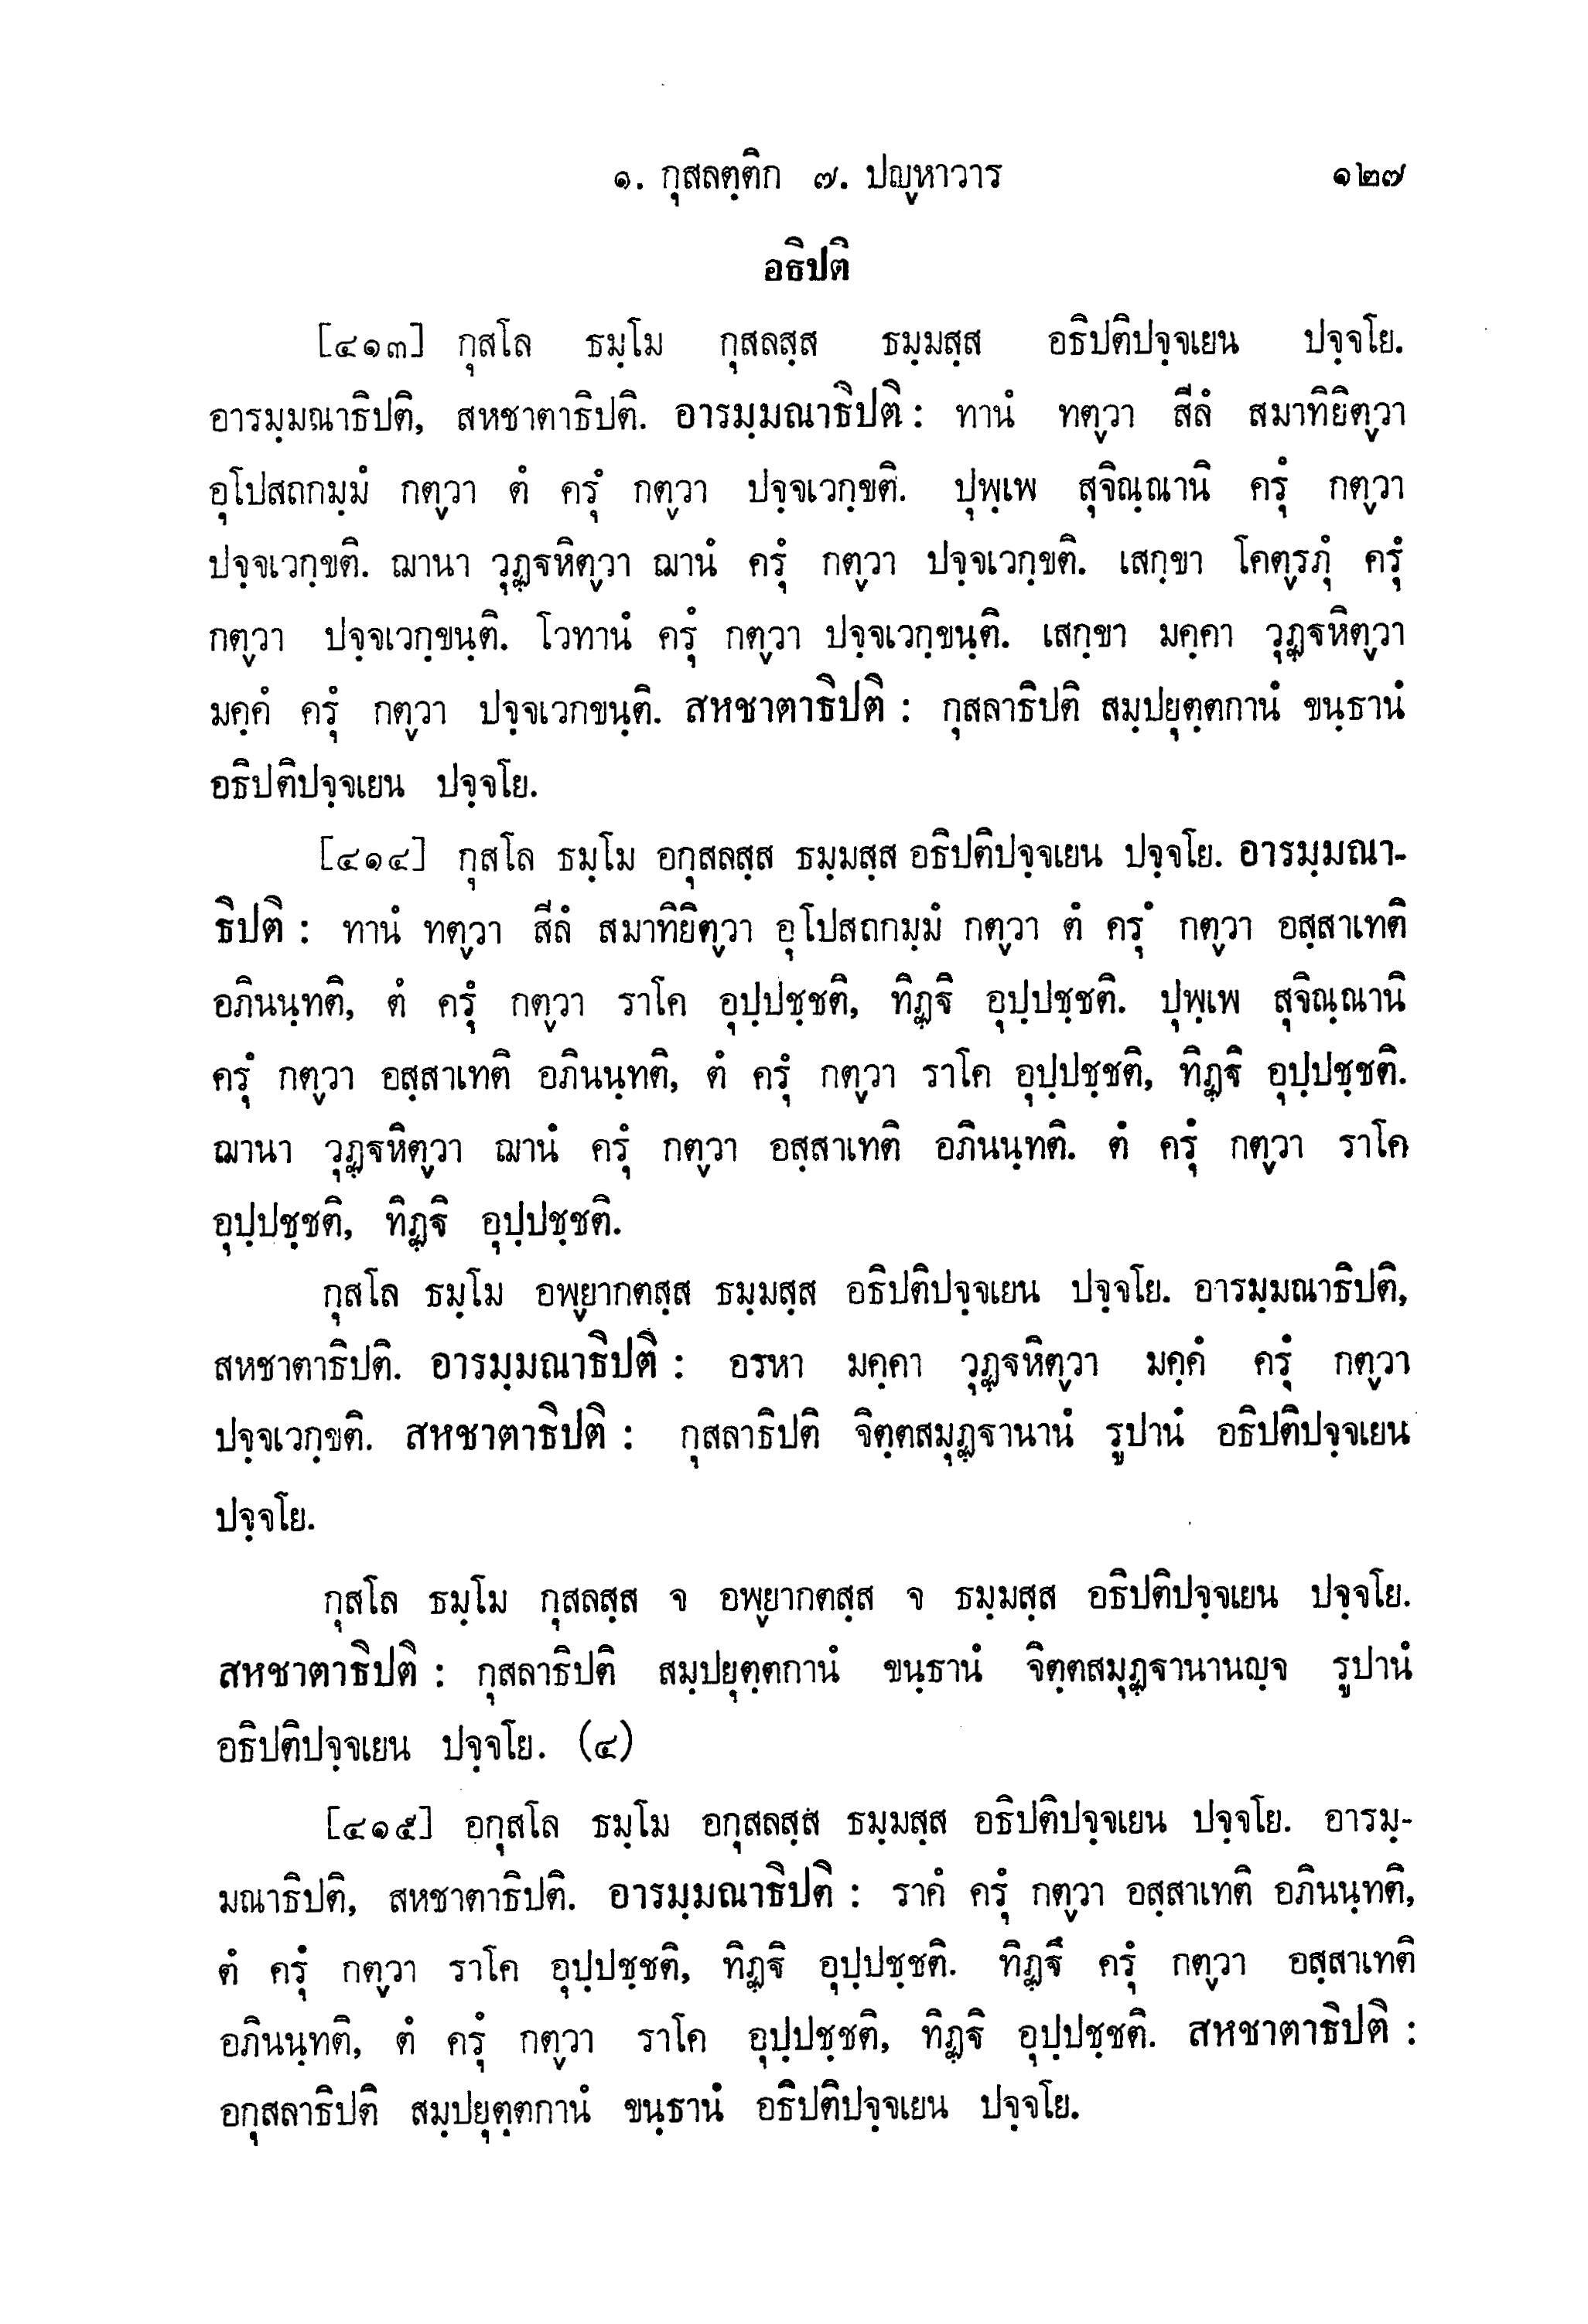 ๑. กุสลตฺติก ๗. ปญฺหาวาร ๑๒๗
อธิปติ
[๔๑๓] กุสโล ธมฺโม กุสลสฺส ธมฺมสฺส อธิปติปจฺจเยน ปจฺจโย.
อารมฺมณาธิปติ, สหชาตาธิปติ. อารมฺมณาธิปติ : ทานํ ทตฺวา สีลํ สมาทิยิตฺวา
อุโปสถกมฺมํ กตฺวา ตํ ครุํ กตฺวา ปจฺจเวกฺขติ. ปุพฺเพ สุจิณฺณานิ ครุํ กตฺวา
ปจฺจเวกฺขติ. ฌานา วุฏฺฐหิตฺวา ฌานํ ครุํ กตฺวา ปจฺจเวกฺขติ. เสกฺขา โคตฺรภุํ ครุํ
กตฺวา ปจฺจเวกฺขนฺติ. โวทานํ ครุํ กตฺวา ปจฺจเวกฺขนฺติ. เสกฺขา มคฺคา วุฏฺฐหิตฺวา
มคฺคํ ครุํ กตฺวา ปจฺจเวกขนฺติ. สหชาตาธิปติ : กุสลาธิปติ สมฺปยุตฺตกานํ ขนฺธานํ
อธิปติปจฺจเยน ปจฺจโย.
[๔๑๔] กุสโล ธมฺโม อกุสลสฺส ธมฺมสฺส อธิปติปจฺจเยน ปจฺจโย. อารมฺมณา-
ธิปติ : ทานํ ทตฺวา สีลํ สมาทิยิตฺวา อุโปสถกมฺมํ กตฺวา ตํ ครุํ กตฺวา อสฺสาเทติ
อภินนฺทติ, ตํ ครุํ กตฺวา ราโค อุปฺปชฺชติ, ทิฏฺฐิ อุปฺปชฺชติ. ปุพฺเพ สุจิณฺณานิ
ครุํ กตฺวา อสฺสาเทติ อภินนฺทติ, ตํ ครุํ กตฺวา ราโค อุปฺปชฺชติ, ทิฏฺฐิ อุปฺปชฺชติ.
ฌานา วุฏฺฐหิตฺวา ฌานํ ครุํ กตฺวา อสฺสาเทติ อภินนฺทติ. ตํ ครุํ กตฺวา ราโค
อุปฺปชฺชติ, ทิฏฺฐิ อุปฺปชฺชติ.
กุสโล ธมฺโม อพฺยากตสฺส ธมฺมสฺส อธิปติปจฺจเยน ปจฺจโย. อารมฺมณาธิปติ,
สหชาตาธิปติ. อารมฺมณาธิปติ : อรหา มคฺคา วุฏฺฐหิตฺวา มคฺคํ ครุํ กตฺวา
ปจฺจเวกฺขติ. สหชาตาธิปติ : กุสลาธิปติ จิตฺตสมุฏฺฐานานํ รูปานํ อธิปติปจฺจเยน
ปจฺจโย.
กุสโล ธมฺโม กุสลสฺส จ อพฺยากตสฺส จ ธมฺมสฺส อธิปติปจฺจเยน ปจฺจโย.
สหชาตาธิปติ : กุสลาธิปติ สมฺปยุตฺตกานํ ขนฺธานํ จิตฺตสมุฏฺฐานานญฺจ รูปานํ
อธิปติปจฺจเยน ปจฺจโย. (๔)
[๔๑๕] อกุสโล ธมฺโม อกุสลสฺส ธมฺมสฺส อธิปติปจฺจเยน ปจฺจโย. อารมฺ-
มณาธิปติ, สหชาตาธิปติ. อารมฺมณาธิปติ : ราคํ ครุํ กตฺวา อสฺสาเทติ อภินนฺทติ,
ตํ ครุํ กตฺวา ราโค อุปฺปชฺชติ, ทิฏฺฐิ อุปฺปชฺชติ. ทิฏฺฐึ ครุํ กตฺวา อสฺสาเทติ
อภินนฺทติ, ตํ ครุํ กตฺวา ราโค อุปฺปชฺชติ, ทิฏฺฐิ อุปฺปชฺชติ. สหชาตาธิปติ :
อกุสลาธิปติ สมฺปยุตฺตกานํ ขนฺธานํ อธิปติปจฺจเยน ปจฺจโย.